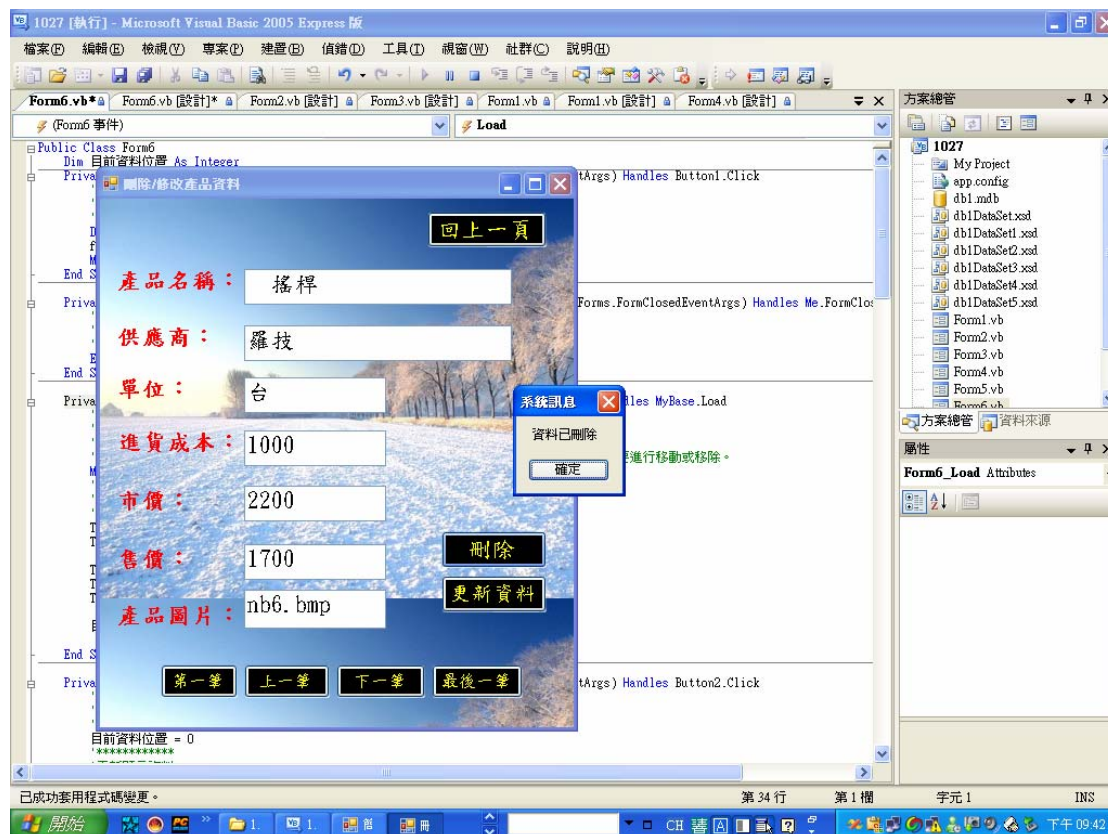 1027 [執行] - Microsoft Visual Basic 2005 Express 版
檔案(F) 編輯(E) 檢視(V) 專案(P) 建置(B) 偵錯(D) 工具(T) 視窗(W) 社群(C) 說明(H)
Form6.vb* Form6.vb [設計]* Form2.vb [設計] Form3.vb [設計] Form1.vb Form1.vb [設計] Form4.vb [設計]
(Form6 事件) Load
Public Class Form6
Dim 目前資料位置 As Integer
Priva
tArgs) Handles Button1.Click
End S
Priva
Forms.FormClosedEventArgs) Handles Me.FormClos
End S
Priva
dles MyBase.Load
進行移動或移除。
End S
Priva
tArgs) Handles Button2.Click
目前資料位置 = 0
'************
刪除/修改產品資料
回上一頁
產品名稱： 搖桿
供應商： 羅技
單位： 台
進貨成本： 1000
市價： 2200
售價： 1700
產品圖片： nb6.bmp
刪除
更新資料
第一筆 上一筆 下一筆 最後一筆
系統訊息
資料已刪除
確定
方案總管
1027
My Project
app.config
db1.mdb
db1DataSet.xsd
db1DataSet1.xsd
db1DataSet2.xsd
db1DataSet3.xsd
db1DataSet4.xsd
db1DataSet5.xsd
Form1.vb
Form2.vb
Form3.vb
Form4.vb
Form5.vb
Form6.vb
方案總管 資料來源
屬性
Form6_Load Attributes
已成功套用程式碼變更。 第 34 行 第 1 欄 字元 1 INS
開始 1. 1. CH 下午 09:42